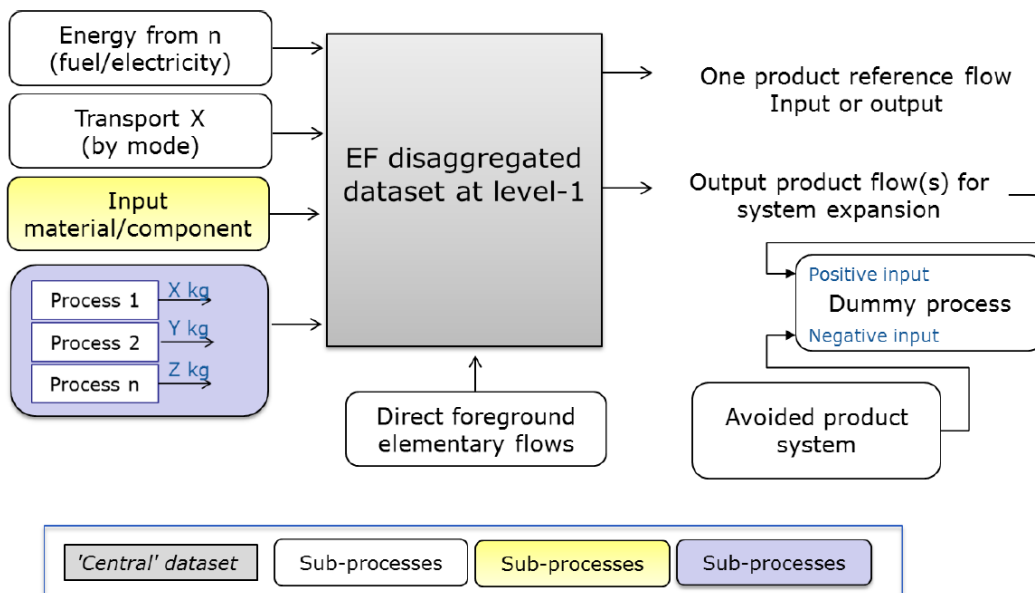 Energy from n
(fuel/electricity)
Transport X
(by mode)
Input
material/component
Process 1
X kg
Process 2
Y kg
Process n
Z kg
EF disaggregated
dataset at level-1
Direct foreground
elementary flows
One product reference flow
Input or output
Output product flow(s) for
system expansion
Positive input
Dummy process
Negative input
Avoided product
system
'Central' dataset
Sub-processes
Sub-processes
Sub-processes